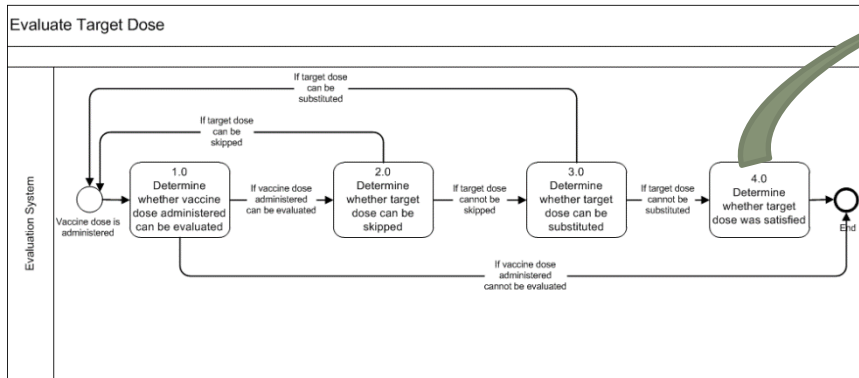 Evaluate Target Dose
Evaluation System
If target dose
can be
substituted
If target dose
can be
skipped
Vaccine dose is
administered
1.0
Determine
whether vaccine
dose administered
can be evaluated
If vaccine dose
administered
can be evaluated
2.0
Determine
whether target
dose can be
skipped
If target dose
cannot be
skipped
3.0
Determine
whether target
dose can be
substituted
If target dose
cannot be
substituted
4.0
Determine
whether target
dose was satisfied
End
If vaccine dose
administered
cannot be evaluated